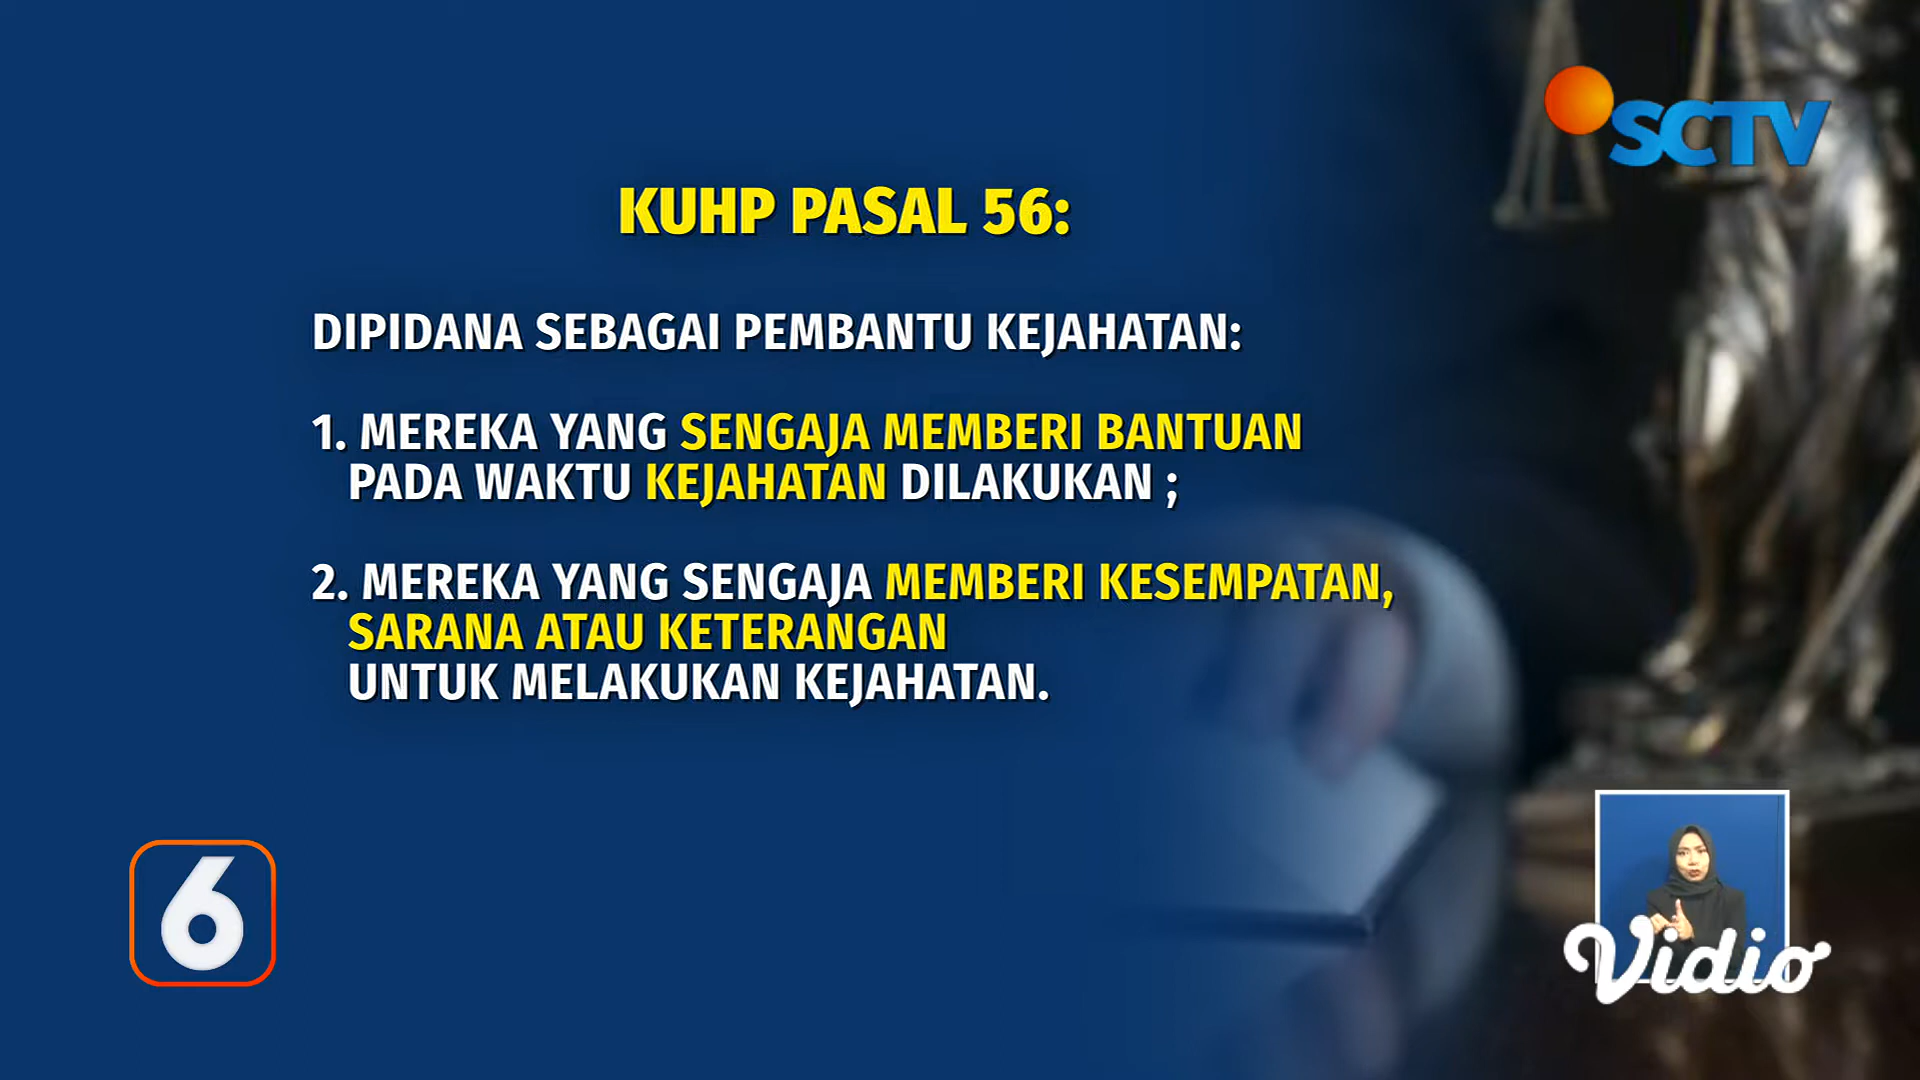 SCTV
KUHP PASAL 56:
DIPIDANA SEBAGAI PEMBANTU KEJAHATAN:
1. MEREKA YANG SENGAJA MEMBERI BANTUAN
PADA WAKTU KEJAHATAN DILAKUKAN ;
2. MEREKA YANG SENGAJA MEMBERI KESEMPATAN,
SARANA ATAU KETERANGAN
UNTUK MELAKUKAN KEJAHATAN.
6
Vidio